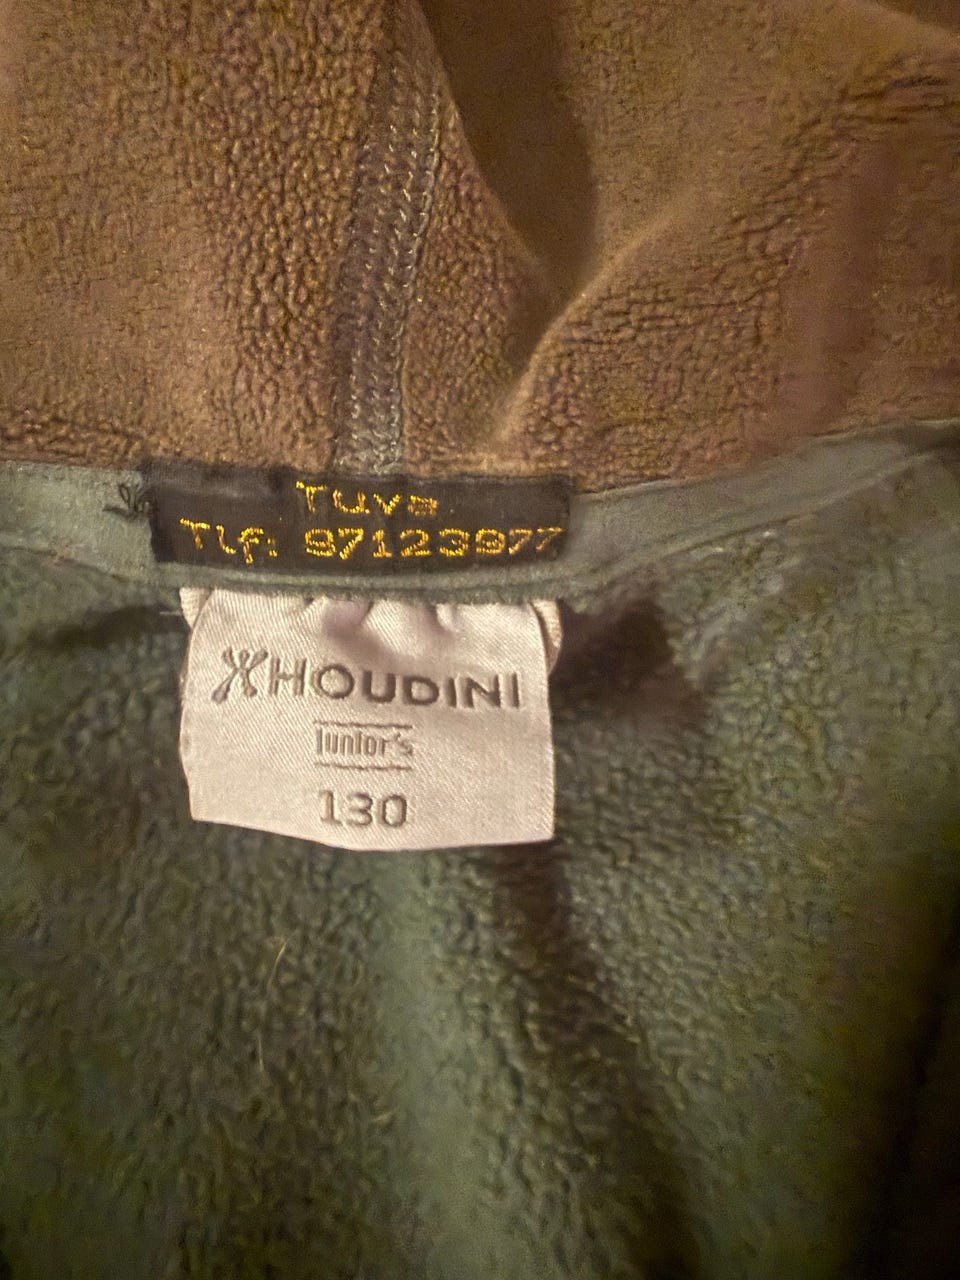 Tuva
Tlf: 97123977
HOUDINI
Junior's
130